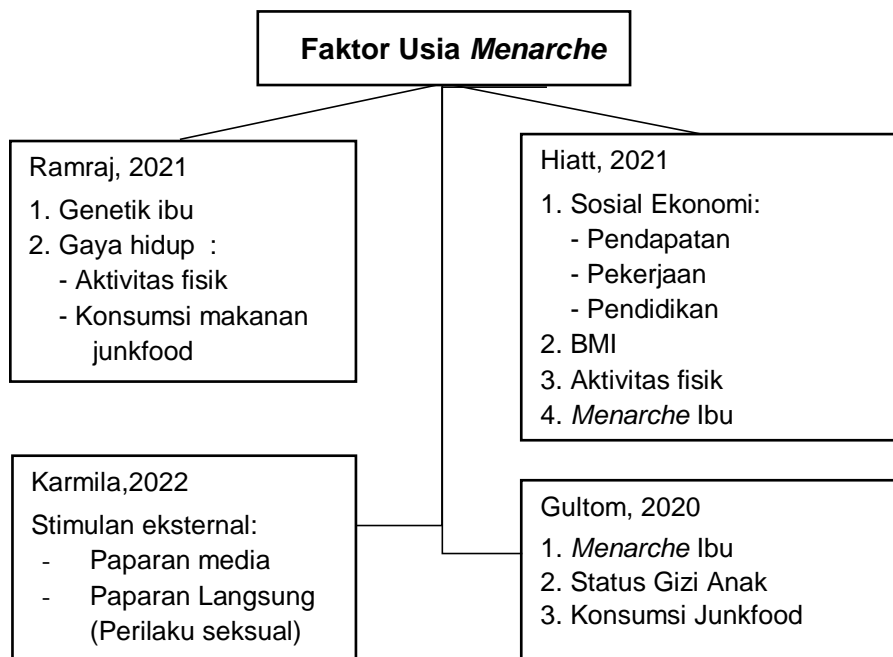 Faktor Usia Menarche
Ramraj, 2021
1. Genetik ibu
2. Gaya hidup :
- Aktivitas fisik
- Konsumsi makanan
junkfood
Hiatt, 2021
1. Sosial Ekonomi:
- Pendapatan
- Pekerjaan
- Pendidikan
2. BMI
3. Aktivitas fisik
4. Menarche Ibu
Karmila,2022
Stimulan eksternal:
- Paparan media
- Paparan Langsung
(Perilaku seksual)
Gultom, 2020
1. Menarche Ibu
2. Status Gizi Anak
3. Konsumsi Junkfood